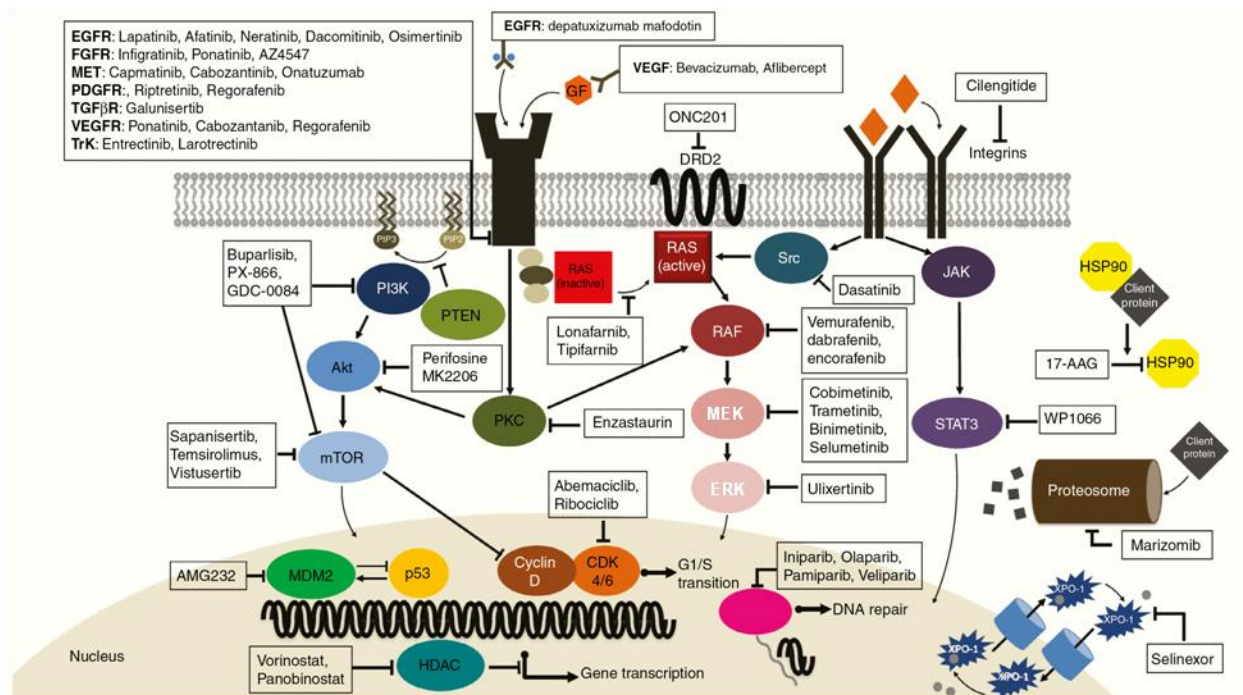 EGFR: Lapatinib, Afatinib, Neratinib, Dacomitinib, Osimertinib
FGFR: Infigratinib, Ponatinib, AZ4547
MET: Capmatinib, Cabozantinib, Onatuzumab
PDGFR:, Riptretinib, Regorafenib
TGFβR: Galunisertib
VEGFR: Ponatinib, Cabozantanib, Regorafenib
TrK: Entrectinib, Larotrectinib
EGFR: depatuxizumab mafodotin
GF
VEGF: Bevacizumab, Aflibercept
ONC201
DRD2
Cilengitide
Integrins
PIP3
PIP2
Buparlisib,
PX-866,
GDC-0084
PI3K
PTEN
RAS
(inactive)
RAS
(active)
Src
JAK
HSP90
Client
protein
Dasatinib
Lonafarnib,
Tipifarnib
RAF
Vemurafenib,
dabrafenib,
encorafenib
17-AAG
HSP90
Akt
Perifosine
MK2206
PKC
Enzastaurin
MEK
Cobimetinib,
Trametinib,
Binimetinib,
Selumetinib
STAT3
WP1066
Sapanisertib,
Temsirolimus,
Vistusertib
mTOR
ERK
Ulixertinib
Client
protein
Proteosome
Marizomib
Abemaciclib,
Ribociclib
AMG232
MDM2
p53
Cyclin
D
CDK
4/6
G1/S
transition
Iniparib, Olaparib,
Pamiparib, Veliparib
DNA repair
XPO-1
XPO-1
XPO-1
XPO-1
Selinexor
Nucleus
Vorinostat,
Panobinostat
HDAC
Gene transcription